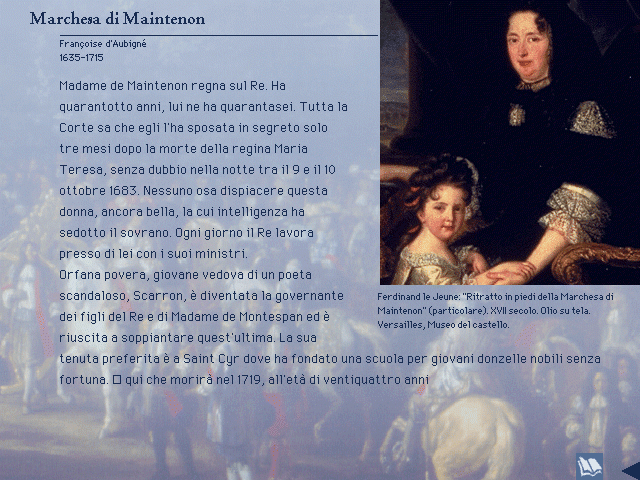 Marchesa di Maintenon
Françoise d'Aubigné
1635-1715
Madame de Maintenon regna sul Re. Ha
quarantotto anni, lui ne ha quarantasei. Tutta la
Corte sa che egli l'ha sposata in segreto solo
tre mesi dopo la morte della regina Maria
Teresa, senza dubbio nella notte tra il 9 e il 10
ottobre 1683. Nessuno osa dispiacere questa
donna, ancora bella, la cui intelligenza ha
sedotto il sovrano. Ogni giorno il Re lavora
presso di lei con i suoi ministri.
Orfana povera, giovane vedova di un poeta
scandaloso, Scarron, è diventata la governante
dei figli del Re e di Madame de Montespan ed è
riuscita a soppiantare quest'ultima. La sua
tenuta preferita è a Saint Cyr dove ha fondato una scuola per giovani donzelle nobili senza
fortuna. □ qui che morirà nel 1719, all'età di ventiquattro anni
Ferdinand le Jeune: "Ritratto in piedi della Marchesa di
Maintenon" (particolare). XVII secolo. Olio su tela.
Versailles, Museo del castello.